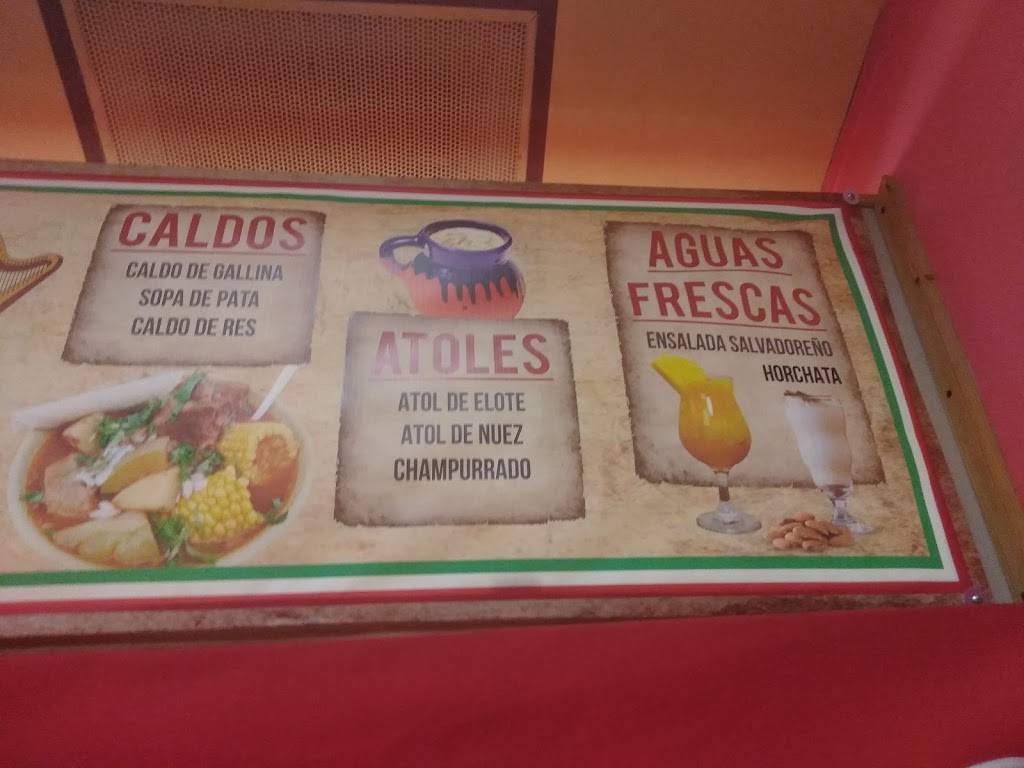 CALDOS
CALDO DE GALLINA
SOPA DE PATA
CALDO DE RES
ATOLES
ATOL DE ELOTE
ATOL DE NUEZ
CHAMPURRADO
AGUAS
FRESCAS
ENSALADA SALVADOREÑO
HORCHATA